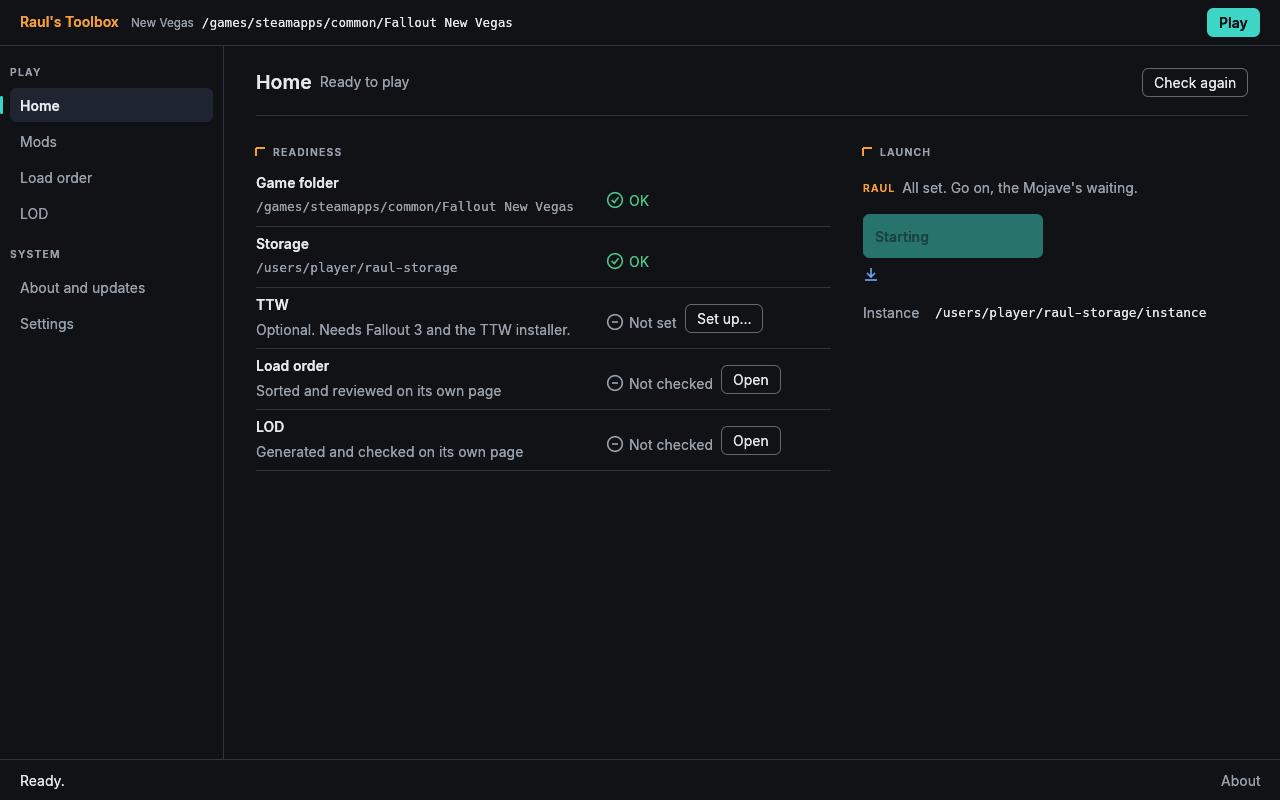 Raul's Toolbox New Vegas /games/steamapps/common/Fallout New Vegas Play
PLAY
Home
Mods
Load order
LOD
SYSTEM
About and updates
Settings
Home Ready to play Check again
READINESS
Game folder
/games/steamapps/common/Fallout New Vegas OK
Storage
/users/player/raul-storage OK
TTW
Optional. Needs Fallout 3 and the TTW installer. Not set Set up...
Load order
Sorted and reviewed on its own page Not checked Open
LOD
Generated and checked on its own page Not checked Open
LAUNCH
RAUL All set. Go on, the Mojave's waiting.
Starting
Instance /users/player/raul-storage/instance
Ready. About